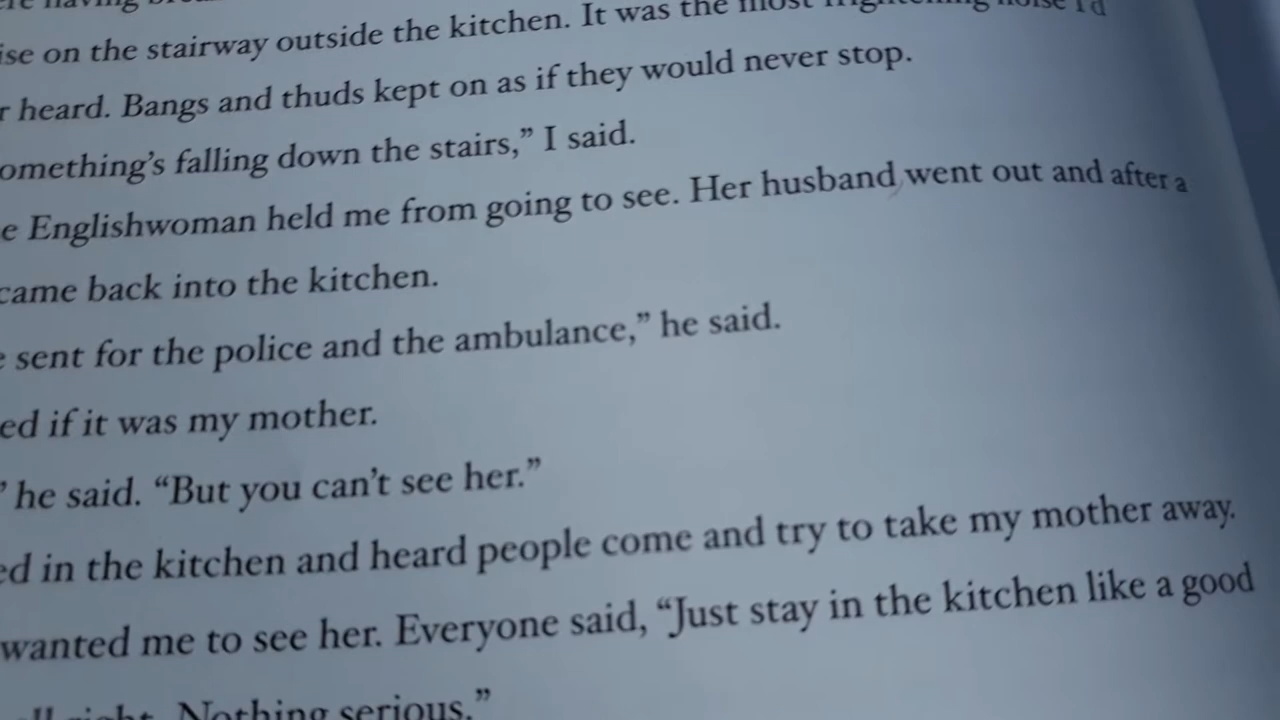 ise on the stairway outside the kitchen. It was the most frightening noise I'd
r heard. Bangs and thuds kept on as if they would never stop.
omething's falling down the stairs,” I said.
e Englishwoman held me from going to see. Her husband went out and after a
came back into the kitchen.
e sent for the police and the ambulance,” he said.
ed if it was my mother.
” he said. “But you can't see her.”
ed in the kitchen and heard people come and try to take my mother away.
wanted me to see her. Everyone said, “Just stay in the kitchen like a good
all right. Nothing serious.”